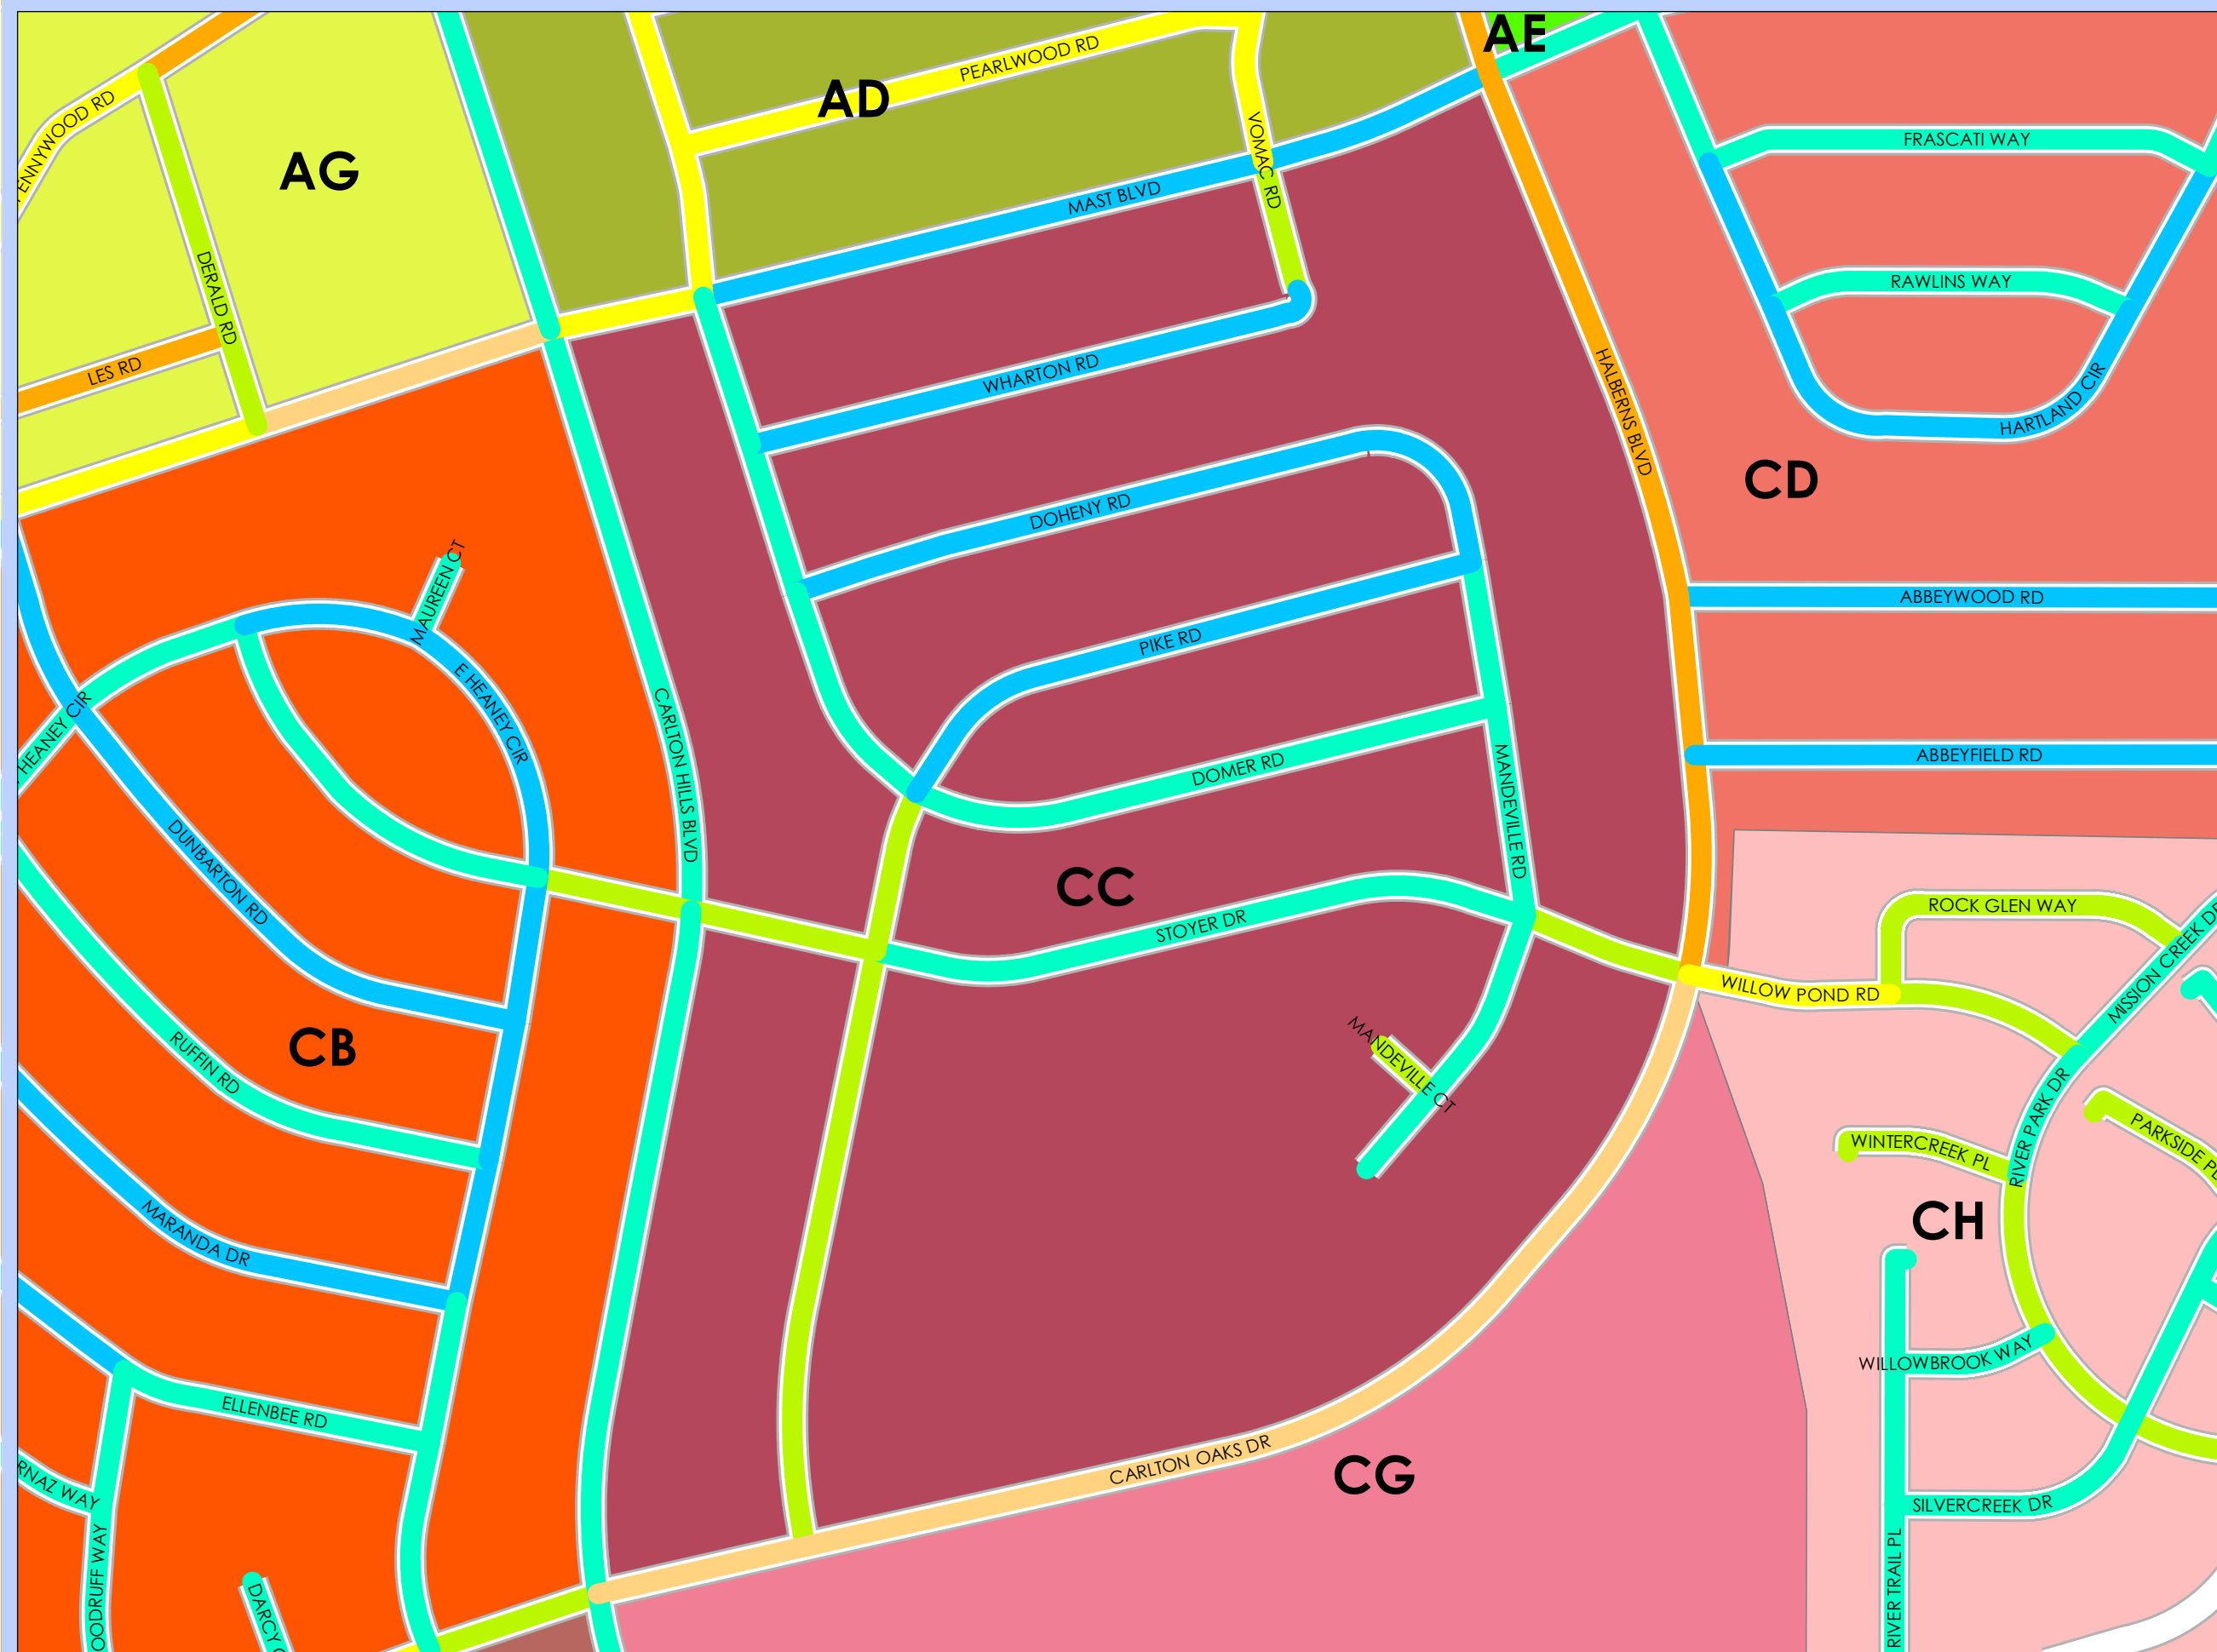 AE
PEARLWOOD RD
AD
PENNYWOOD RD
FRASCATI WAY
VOMAC RD
AG
MAST BLVD
RAWLINS WAY
DERALD RD
LES RD
WHARTON RD
HALBERNS BLVD
HARTLAND CIR
CD
DOHENY RD
MAUREEN CT
ABBEYWOOD RD
PIKE RD
E HEANEY CIR
HEANEY CIR
CARLTON HILLS BLVD
DOMER RD
MANDEVILLE RD
ABBEYFIELD RD
DUNBARTON RD
CC
STOYER DR
ROCK GLEN WAY
MISSION CREEK DR
WILLOW POND RD
CB
RUFFIN RD
MANDEVILLE CT
RIVER PARK DR
WINTERCREEK PL
PARKSIDE PL
CH
MARANDA DR
WILLOWBROOK WAY
ELLENBEE RD
CARLTON OAKS DR
CG
RNAZ WAY
SILVERCREEK DR
OODRUFF WAY
DARCY
RIVER TRAIL PL